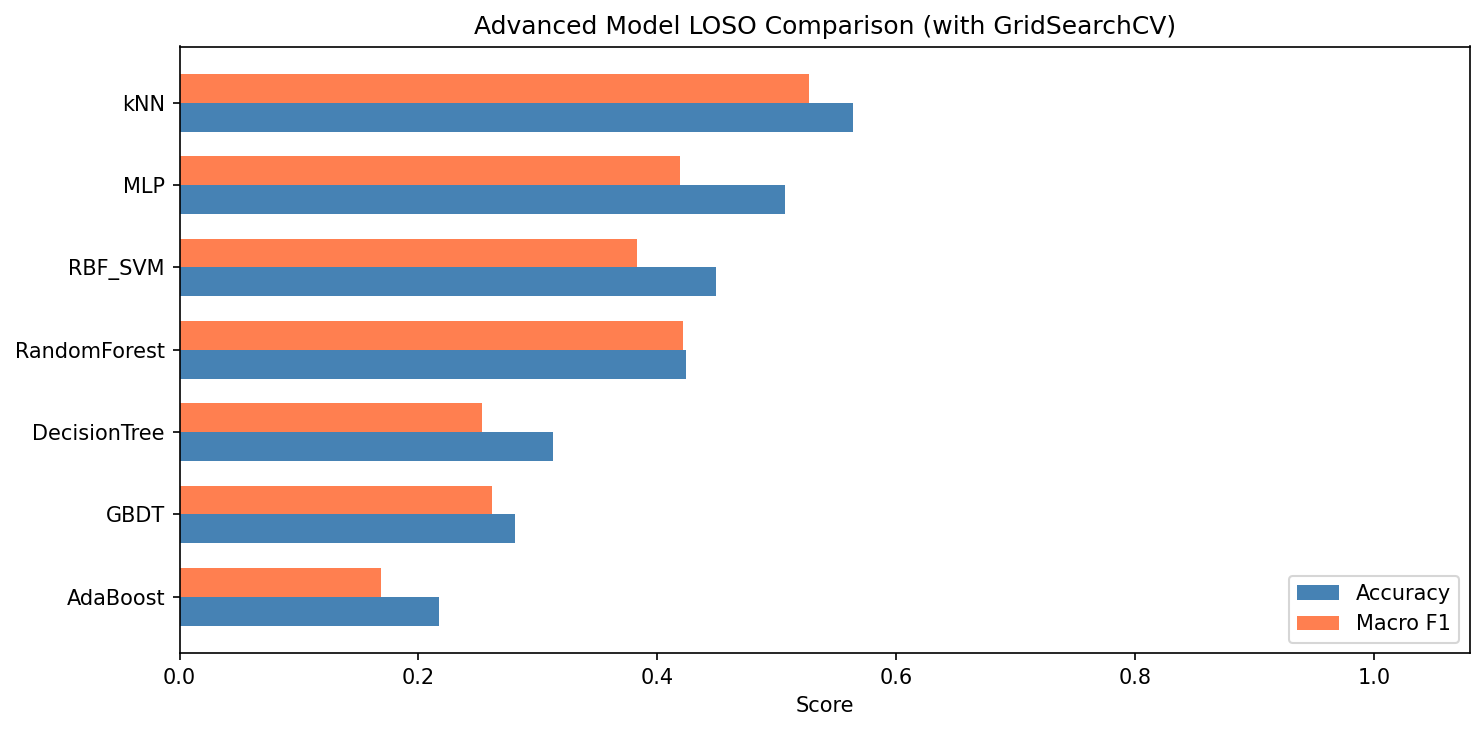 Advanced Model LOSO Comparison (with GridSearchCV)
kNN
MLP
RBF_SVM
RandomForest
DecisionTree
GBDT
AdaBoost
Accuracy
Macro F1
0.0 0.2 0.4 0.6 0.8 1.0
Score